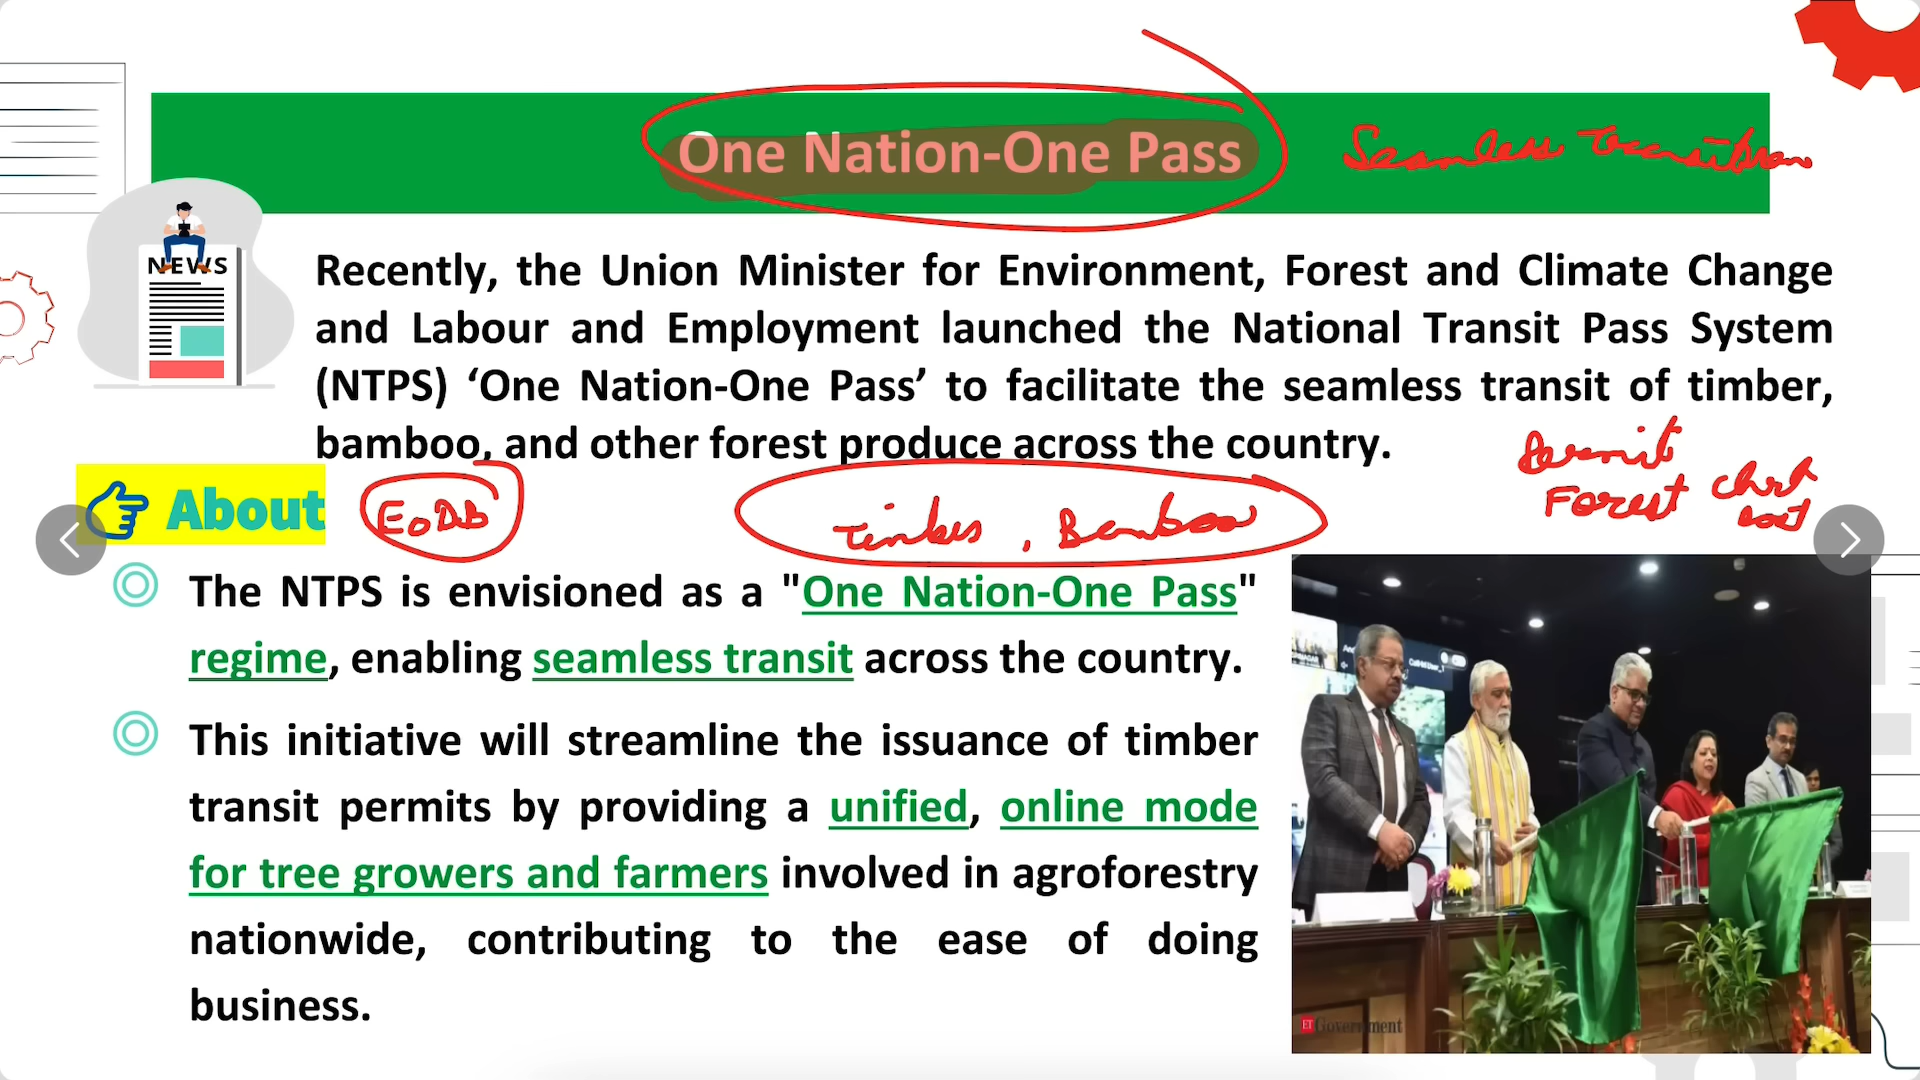 One Nation-One Pass
Seamless
NEWS
Recently, the Union Minister for Environment, Forest and Climate Change
and Labour and Employment launched the National Transit Pass System
(NTPS) ‘One Nation-One Pass’ to facilitate the seamless transit of timber,
bamboo, and other forest produce across the country.
Permit
Forest
About
EoDB
Timber, Bamboo
The NTPS is envisioned as a "One Nation-One Pass"
regime, enabling seamless transit across the country.
This initiative will streamline the issuance of timber
transit permits by providing a unified, online mode
for tree growers and farmers involved in agroforestry
nationwide, contributing to the ease of doing
business.
ET Government